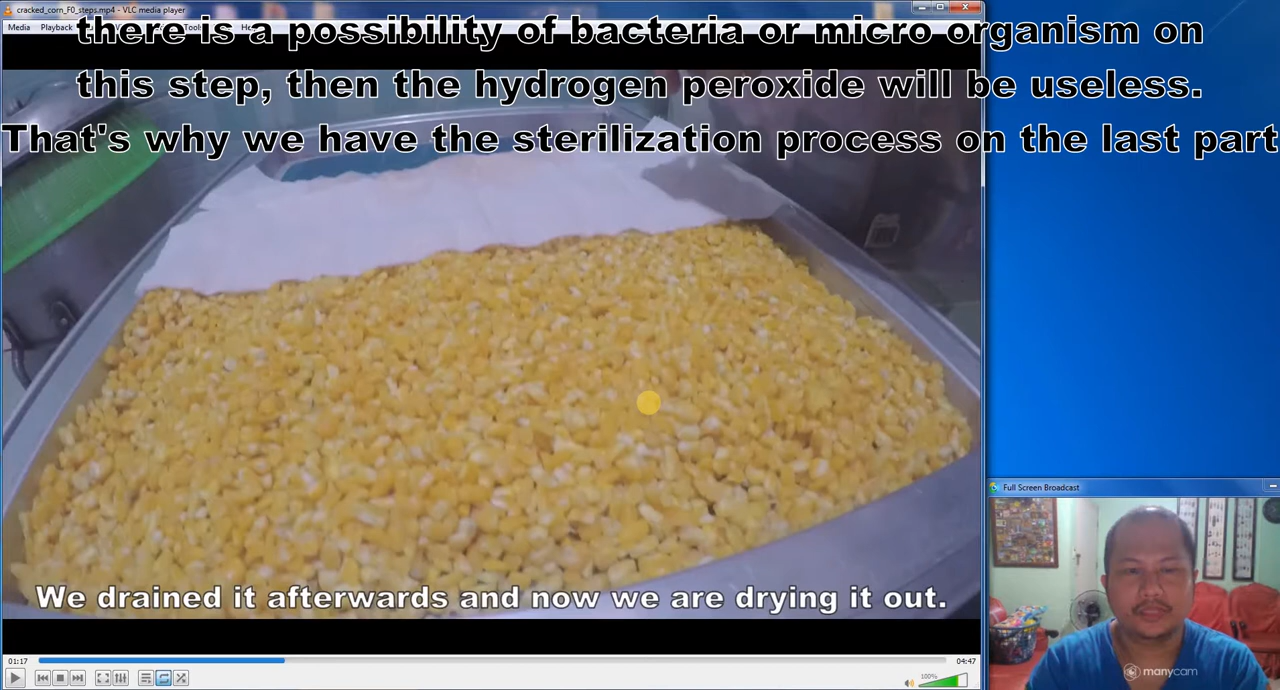 cracked_corn_F0_steps.mp4 - VLC media player
there is a possibility of bacteria or micro organism on
Media Playback
this step, then the hydrogen peroxide will be useless.
That's why we have the sterilization process on the last part
Full Screen Broadcast
We drained it afterwards and now we are drying it out.
01:17
04:47
100%
manycam